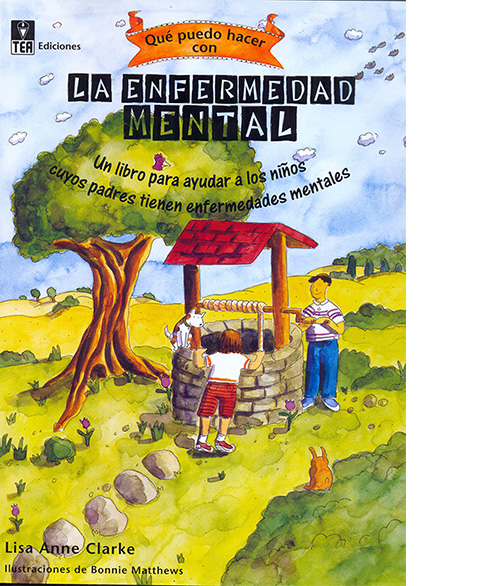 TEA Ediciones
Qué puedo hacer
con
LA ENFERMEDAD
MENTAL
Un libro para ayudar a los niños
cuyos padres tienen enfermedades mentales
Lisa Anne Clarke
Ilustraciones de Bonnie Matthews